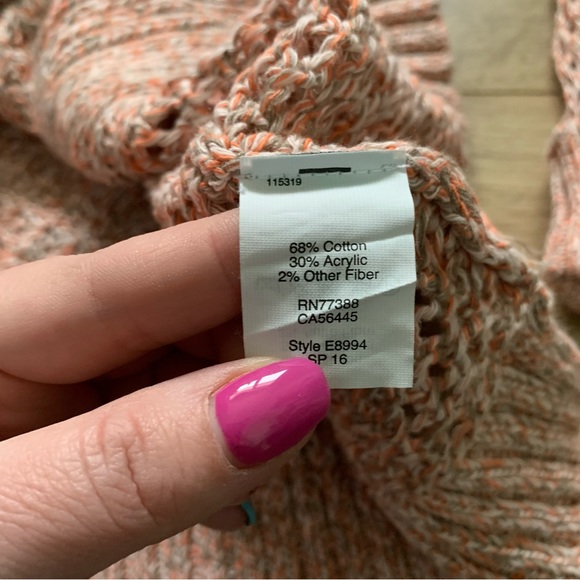 115319
68% Cotton
30% Acrylic
2% Other Fiber
RN77388
CA56445
Style E8994
SP 16